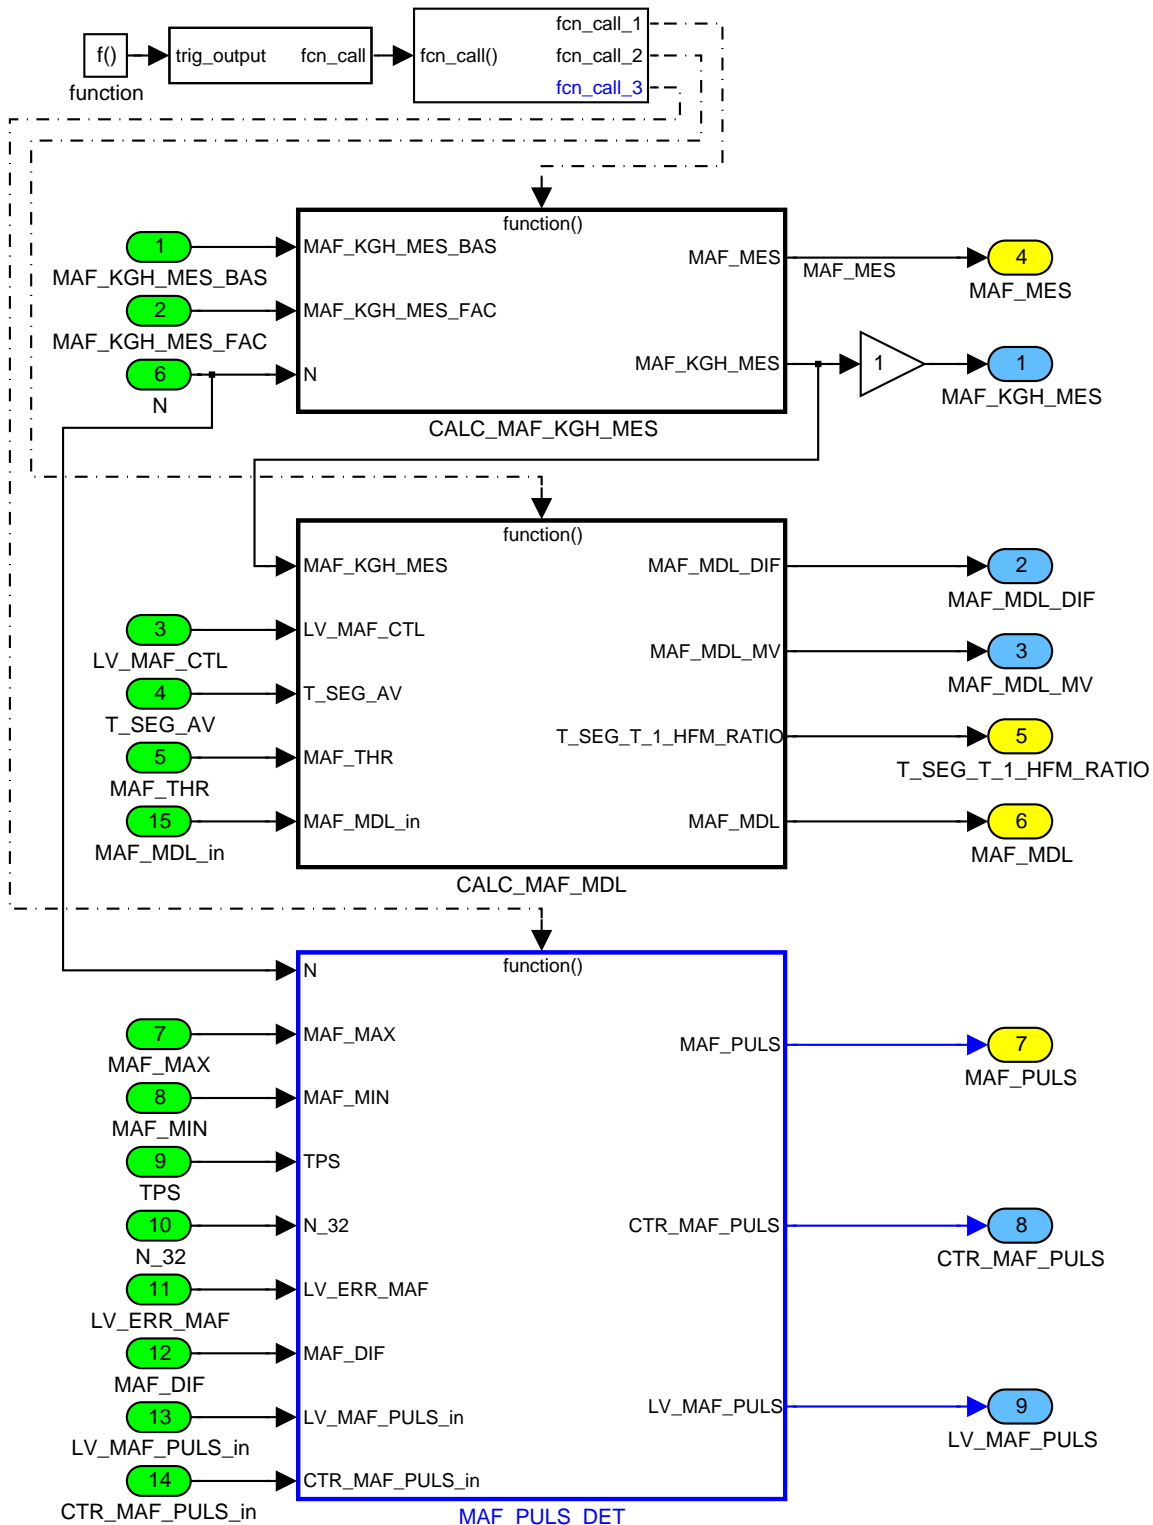 fcn_call_1
f() trig_output fcn_call fcn_call() fcn_call_2
function fcn_call_3
function()
1 MAF_KGH_MES_BAS MAF_MES MAF_MES 4
MAF_KGH_MES_BAS MAF_MES
2 MAF_KGH_MES_FAC
MAF_KGH_MES_FAC
6 N MAF_KGH_MES 1 1
N MAF_KGH_MES
CALC_MAF_KGH_MES
function()
MAF_KGH_MES MAF_MDL_DIF 2
MAF_MDL_DIF
3 LV_MAF_CTL MAF_MDL_MV 3
LV_MAF_CTL MAF_MDL_MV
4 T_SEG_AV
T_SEG_AV
5 MAF_THR T_SEG_T_1_HFM_RATIO 5
MAF_THR T_SEG_T_1_HFM_RATIO
15 MAF_MDL_in MAF_MDL 6
MAF_MDL_in MAF_MDL
CALC_MAF_MDL
function()
N
7 MAF_MAX MAF_PULS 7
MAF_MAX MAF_PULS
8 MAF_MIN
MAF_MIN
9 TPS
TPS
10 N_32 CTR_MAF_PULS 8
N_32 CTR_MAF_PULS
11 LV_ERR_MAF
LV_ERR_MAF
12 MAF_DIF
MAF_DIF
13 LV_MAF_PULS_in LV_MAF_PULS 9
LV_MAF_PULS_in LV_MAF_PULS
14 CTR_MAF_PULS_in
CTR_MAF_PULS_in
MAF_PULS_DET